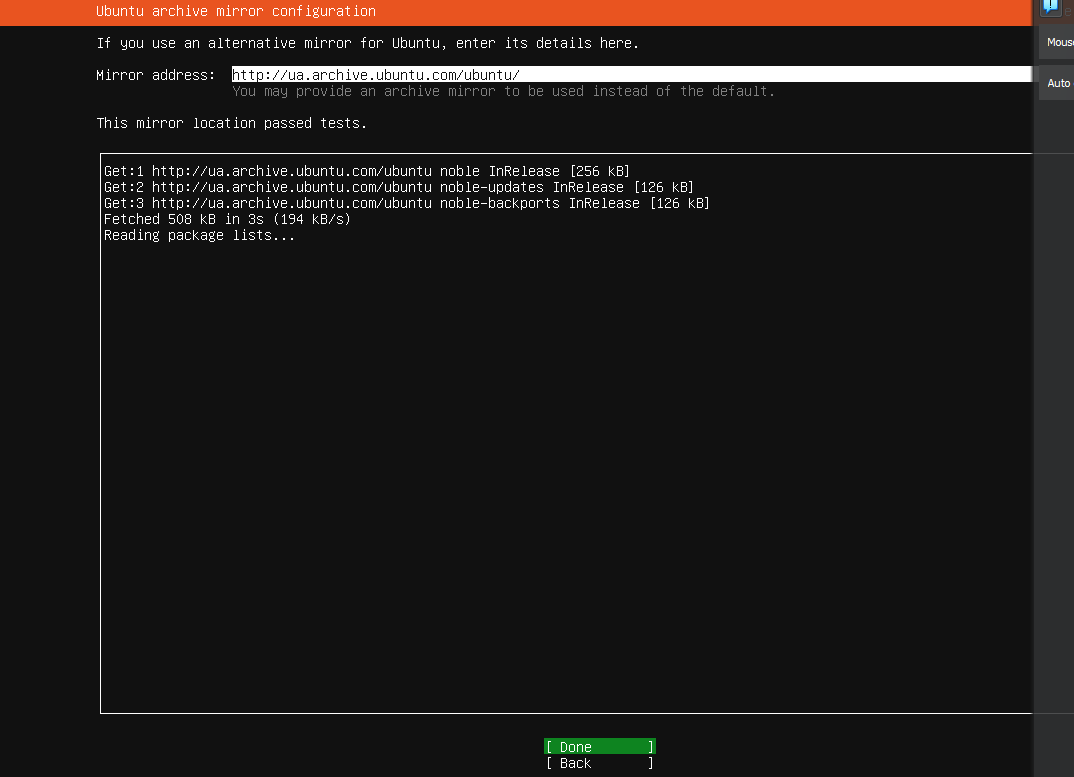 Ubuntu archive mirror configuration
If you use an alternative mirror for Ubuntu, enter its details here.
Mirror address: http://ua.archive.ubuntu.com/ubuntu/
You may provide an archive mirror to be used instead of the default.
This mirror location passed tests.
Get:1 http://ua.archive.ubuntu.com/ubuntu noble InRelease [256 kB]
Get:2 http://ua.archive.ubuntu.com/ubuntu noble-updates InRelease [126 kB]
Get:3 http://ua.archive.ubuntu.com/ubuntu noble-backports InRelease [126 kB]
Fetched 508 kB in 3s (194 kB/s)
Reading package lists...
[ Done ]
[ Back ]
Mouse
Auto